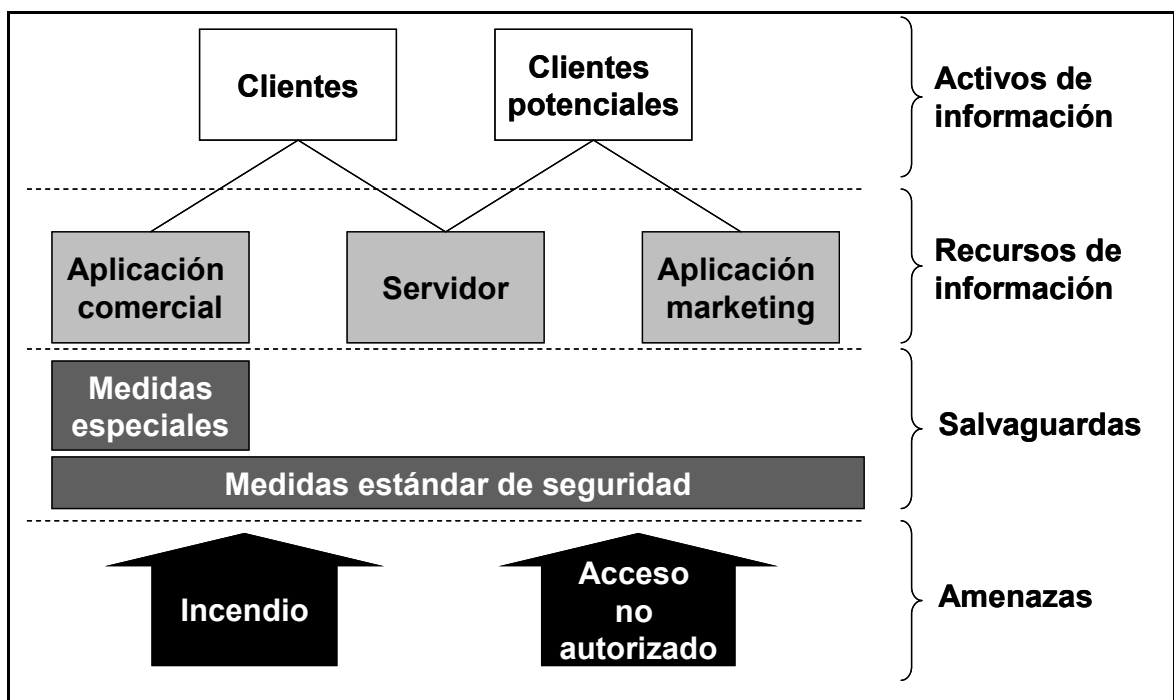 Clientes
Clientes
potenciales
Activos de
información
Aplicación
comercial
Servidor
Aplicación
marketing
Recursos de
información
Medidas
especiales
Medidas estándar de seguridad
Salvaguardas
Incendio
Acceso
no
autorizado
Amenazas